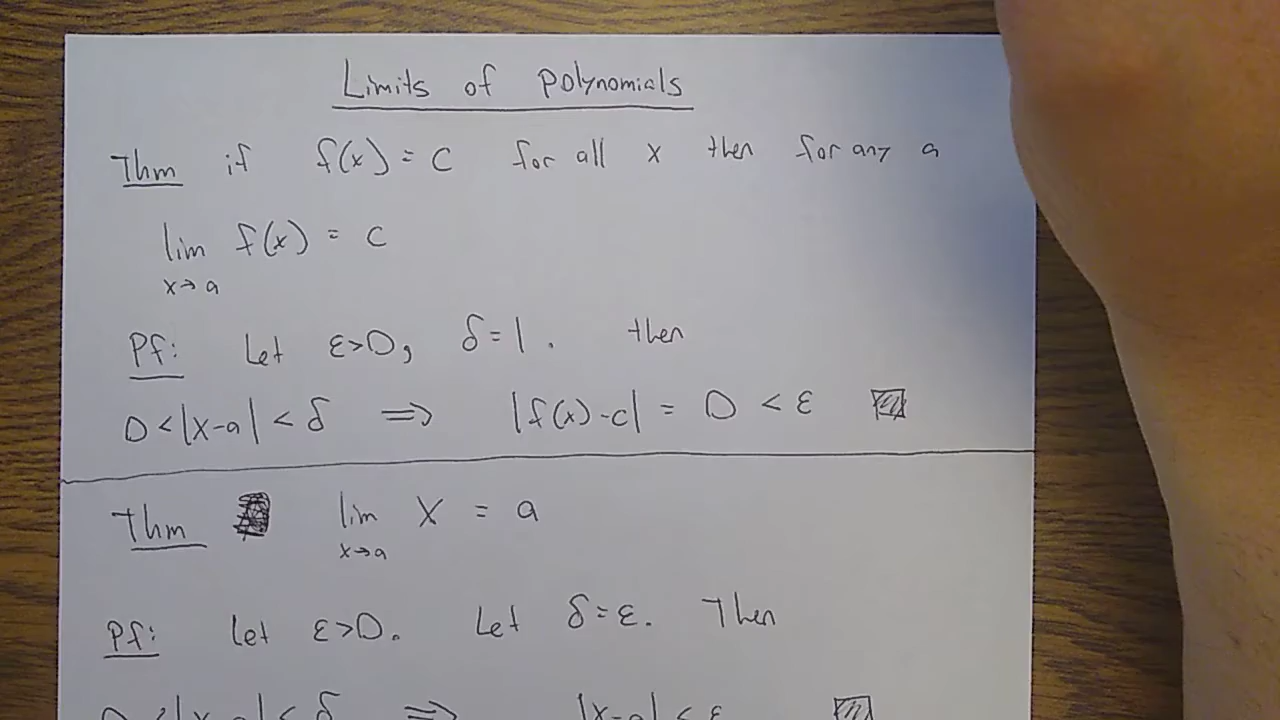 Limits of Polynomials
Thm if f(x) = c for all x then for any a
lim f(x) = c
x→a
Pf: Let ε>0, δ=1. then
0<|x-a|<δ ⟹ |f(x)-c| = 0 < ε
Thm lim x = a
x→a
Pf: Let ε>0. Let δ=ε. Then
0<|x-a|<δ ⟹ |x-a|<ε